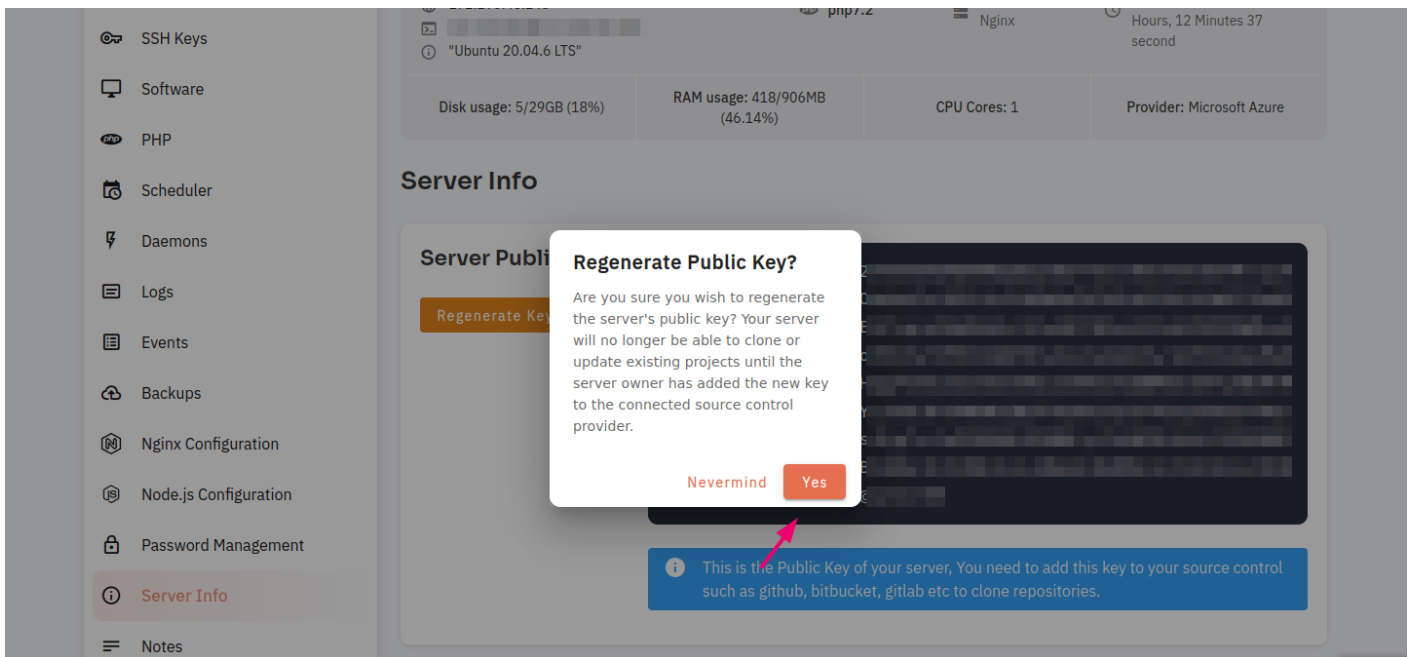 php7.2
Nginx
Hours, 12 Minutes 37
second
"Ubuntu 20.04.6 LTS"
Disk usage: 5/29GB (18%)
RAM usage: 418/906MB
(46.14%)
CPU Cores: 1
Provider: Microsoft Azure
SSH Keys
Software
PHP
Scheduler
Daemons
Logs
Events
Backups
Nginx Configuration
Node.js Configuration
Password Management
Server Info
Notes
Server Info
Server Publi
Regenerate Key
Regenerate Public Key?
Are you sure you wish to regenerate
the server's public key? Your server
will no longer be able to clone or
update existing projects until the
server owner has added the new key
to the connected source control
provider.
Nevermind
Yes
This is the Public Key of your server, You need to add this key to your source control
such as github, bitbucket, gitlab etc to clone repositories.